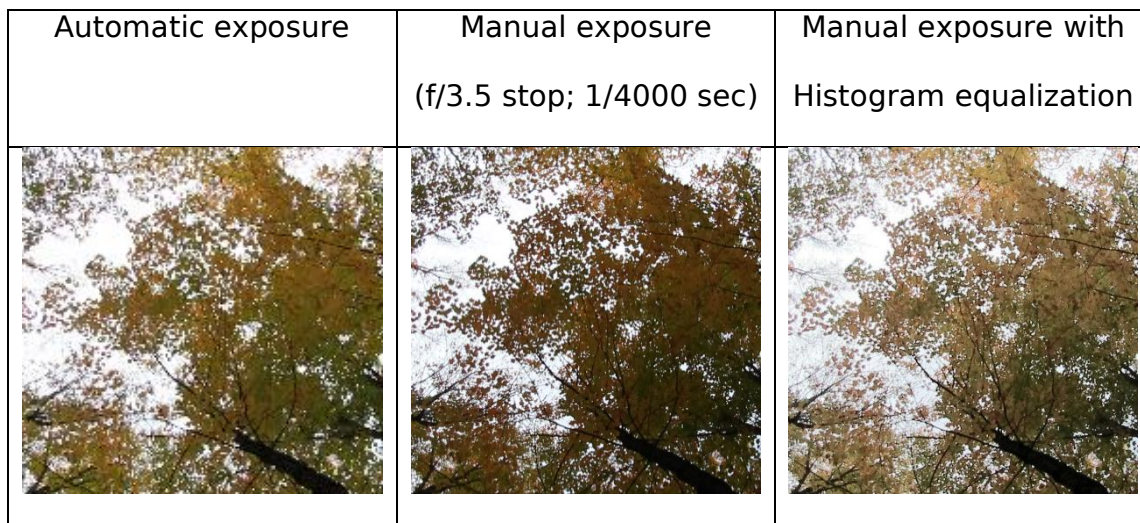 Automatic exposure
Manual exposure
(f/3.5 stop; 1/4000 sec)
Manual exposure with
Histogram equalization